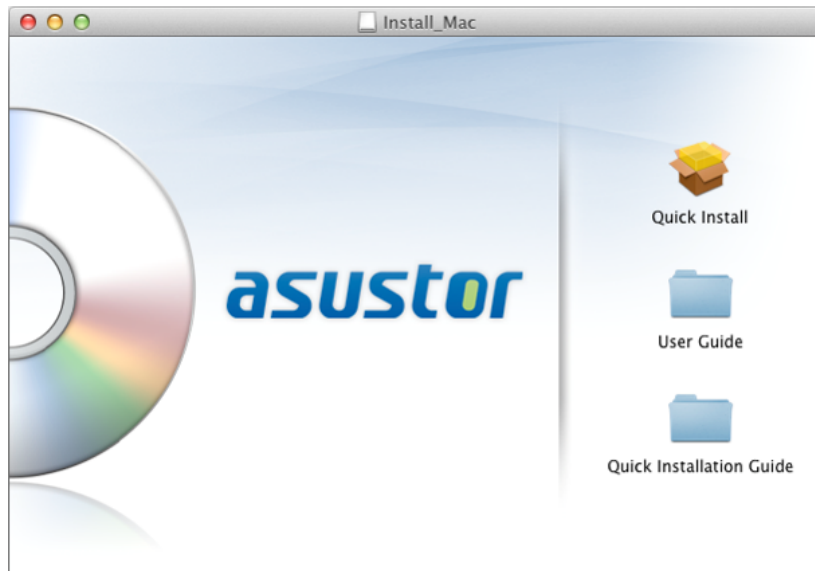 Install_Mac
asustor
Quick Install
User Guide
Quick Installation Guide